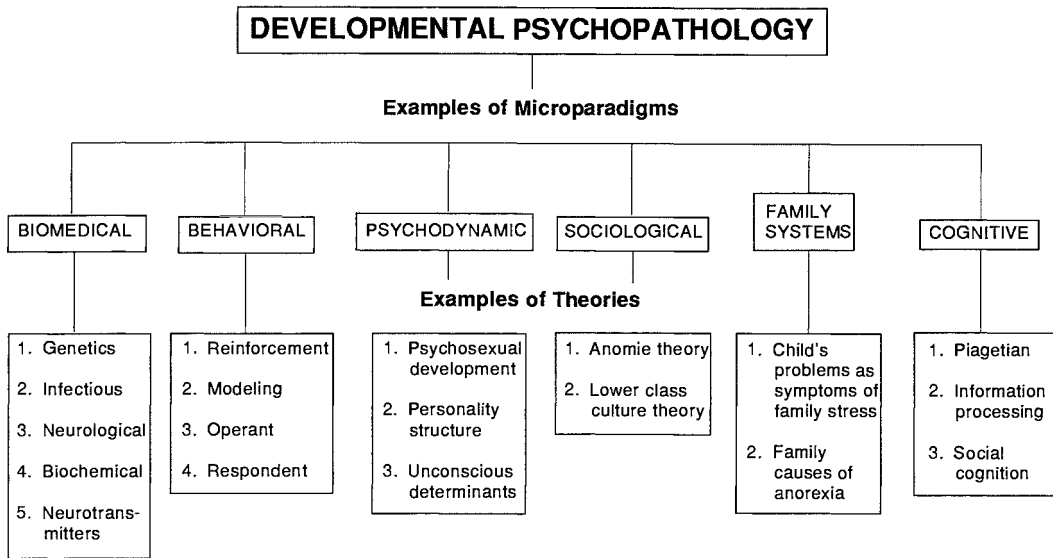 DEVELOPMENTAL PSYCHOPATHOLOGY
Examples of Microparadigms
BIOMEDICAL
BEHAVIORAL
PSYCHODYNAMIC
SOCIOLOGICAL
FAMILY
SYSTEMS
COGNITIVE
Examples of Theories
1. Genetics
2. Infectious
3. Neurological
4. Biochemical
5. Neurotrans-
mitters
1. Reinforcement
2. Modeling
3. Operant
4. Respondent
1. Psychosexual
development
2. Personality
structure
3. Unconscious
determinants
1. Anomie theory
2. Lower class
culture theory
1. Child's
problems as
symptoms of
family stress
2. Family
causes of
anorexia
1. Piagetian
2. Information
processing
3. Social
cognition